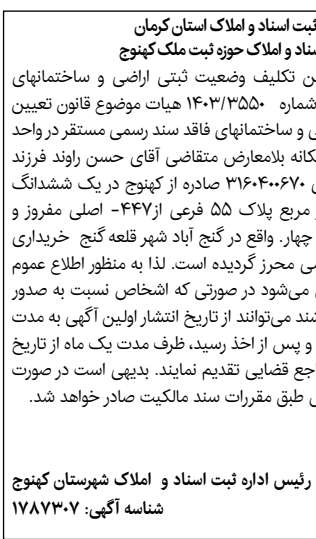 ثبت اسناد و املاک استان کرمان
اسناد و املاک حوزه ثبت ملک کهنوج
تکلیف وضعیت ثبتی اراضی و ساختمانهای
شماره ۱۴۰۳/۳۵۵۰ هیات موضوع قانون تعیین
و ساختمانهای فاقد سند رسمی مستقر در واحد
بلامعارض متقاضی آقای حسن راوند فرزند
۳۱۶۰۴۰۰۶۷۰ صادره از کهنوج در یک ششدانگ
مربع پلاک ۵۵ فرعی از۴۴۷- اصلی مفروز و
چهار. واقع در گنج آباد شهر قلعه گنج خریداری
محرز گردیده است. لذا به منظور اطلاع عموم
می‌شود در صورتی که اشخاص نسبت به صدور
می‌توانند از تاریخ انتشار اولین آگهی به مدت
و پس از اخذ رسید، ظرف مدت یک ماه از تاریخ
قضایی تقدیم نمایند. بدیهی است در صورت
طبق مقررات سند مالکیت صادر خواهد شد.
رئیس اداره ثبت اسناد و املاک شهرستان کهنوج
شناسه آگهی: ۱۷۸۷۳۰۷